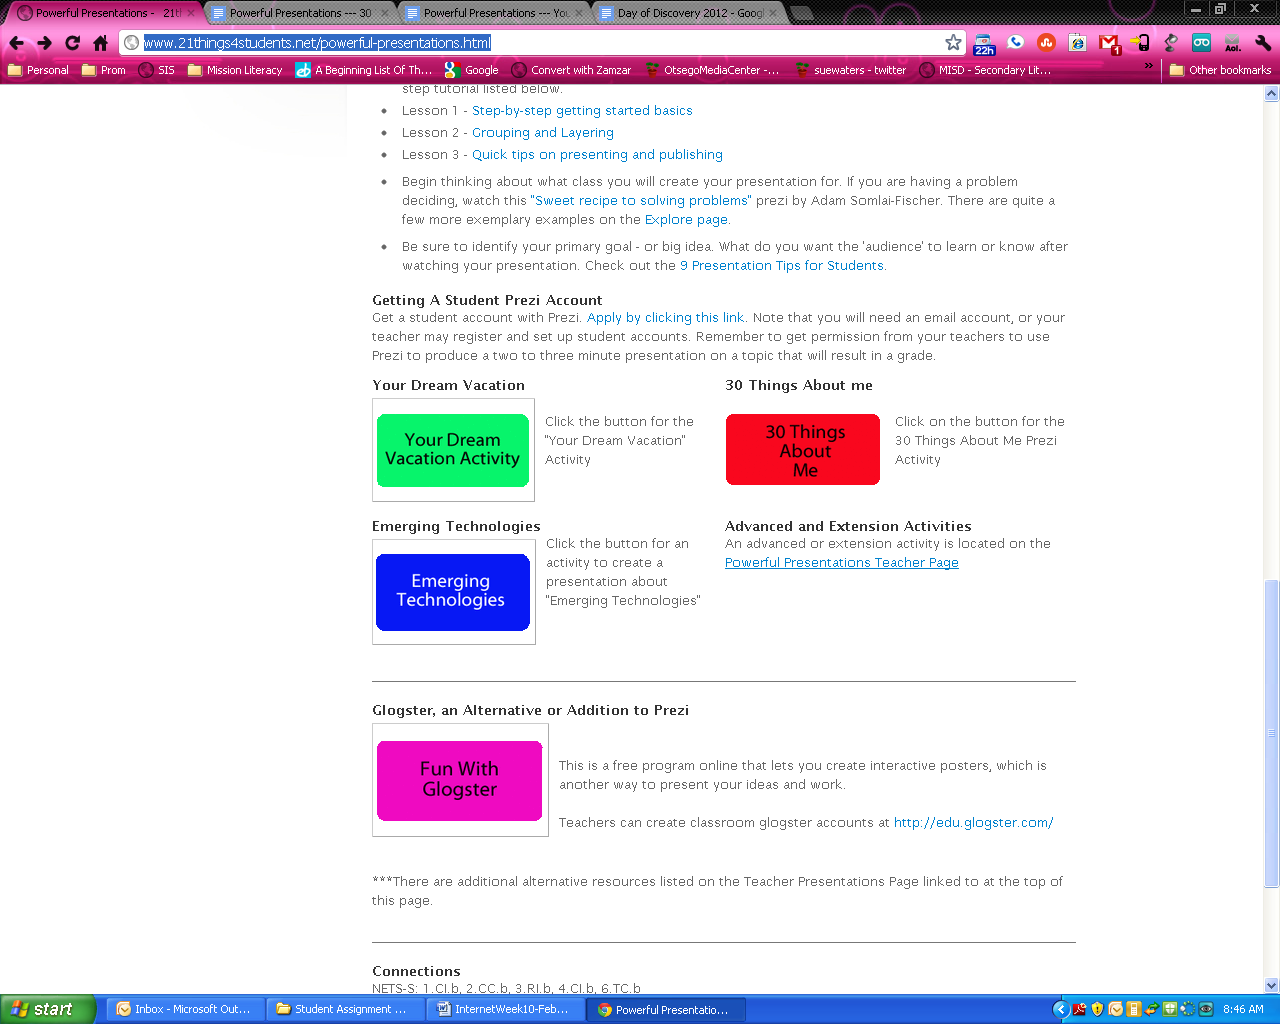 Powerful Presentations - 21th
Powerful Presentations --- 30
Powerful Presentations --- You
Day of Discovery 2012 - Googl
www.21things4students.net/powerful-presentations.html
22h
1
Aol.
Personal
Prom
SIS
Mission Literacy
A Beginning List Of Th...
Google
Convert with Zamzar
OtsegoMediaCenter -...
suewaters - twitter
MISD - Secondary Lit...
»
Other bookmarks
step tutorial listed below.
• Lesson 1 - Step-by-step getting started basics
• Lesson 2 - Grouping and Layering
• Lesson 3 - Quick tips on presenting and publishing
• Begin thinking about what class you will create your presentation for. If you are having a problem
deciding, watch this "Sweet recipe to solving problems" prezi by Adam Somlai-Fischer. There are quite a
few more exemplary examples on the Explore page.
• Be sure to identify your primary goal - or big idea. What do you want the 'audience' to learn or know after
watching your presentation. Check out the 9 Presentation Tips for Students.
Getting A Student Prezi Account
Get a student account with Prezi. Apply by clicking this link. Note that you will need an email account, or your
teacher may register and set up student accounts. Remember to get permission from your teachers to use
Prezi to produce a two to three minute presentation on a topic that will result in a grade.
Your Dream Vacation
Your Dream
Vacation Activity
Click the button for the
"Your Dream Vacation"
Activity
30 Things About me
30 Things
About
Me
Click on the button for the
30 Things About Me Prezi
Activity
Emerging Technologies
Emerging
Technologies
Click the button for an
activity to create a
presentation about
"Emerging Technologies"
Advanced and Extension Activities
An advanced or extension activity is located on the
Powerful Presentations Teacher Page
Glogster, an Alternative or Addition to Prezi
Fun With
Glogster
This is a free program online that lets you create interactive posters, which is
another way to present your ideas and work.
Teachers can create classroom glogster accounts at http://edu.glogster.com/
***There are additional alternative resources listed on the Teacher Presentations Page linked to at the top of
this page.
Connections
NETS-S: 1.CI.b, 2.CC.b, 3.RI.b, 4.CI.b, 6.TC.b
start
Inbox - Microsoft Out...
Student Assignment ...
InternetWeek10-Feb...
Powerful Presentatio...
8:46 AM